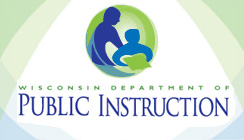 WISCONSIN DEPARTMENT OF
PUBLIC INSTRUCTION